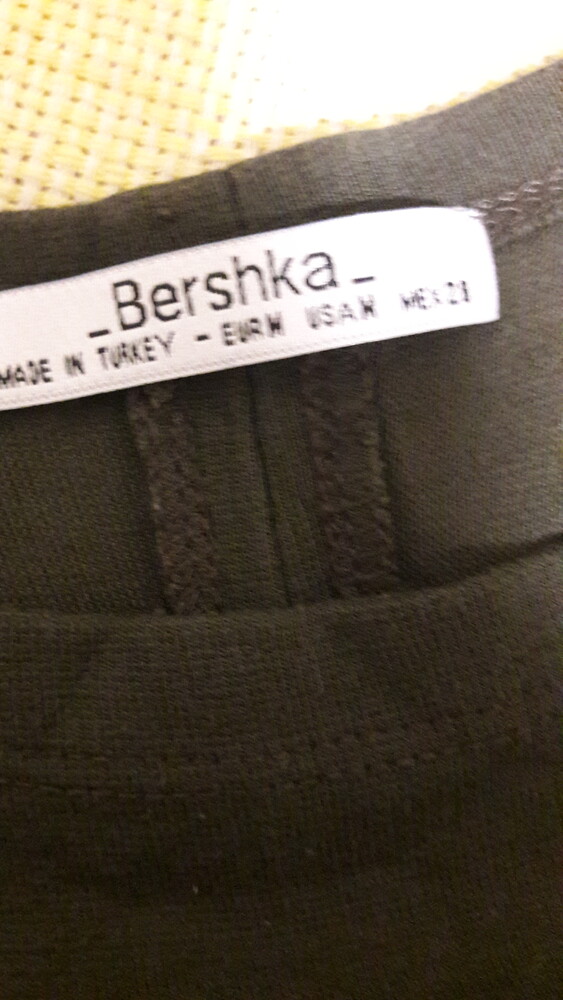 _Bershka_
MADE IN TURKEY - EUR M USA M MEX 28